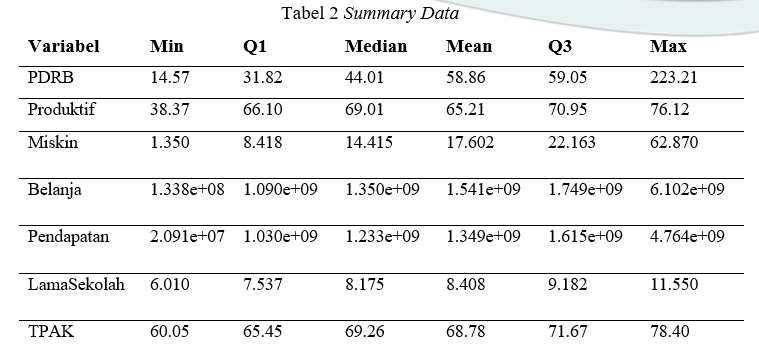 Tabel 2 Summary Data
Variabel Min Q1 Median Mean Q3 Max
PDRB 14.57 31.82 44.01 58.86 59.05 223.21
Produktif 38.37 66.10 69.01 65.21 70.95 76.12
Miskin 1.350 8.418 14.415 17.602 22.163 62.870
Belanja 1.338e+08 1.090e+09 1.350e+09 1.541e+09 1.749e+09 6.102e+09
Pendapatan 2.091e+07 1.030e+09 1.233e+09 1.349e+09 1.615e+09 4.764e+09
LamaSekolah 6.010 7.537 8.175 8.408 9.182 11.550
TPAK 60.05 65.45 69.26 68.78 71.67 78.40